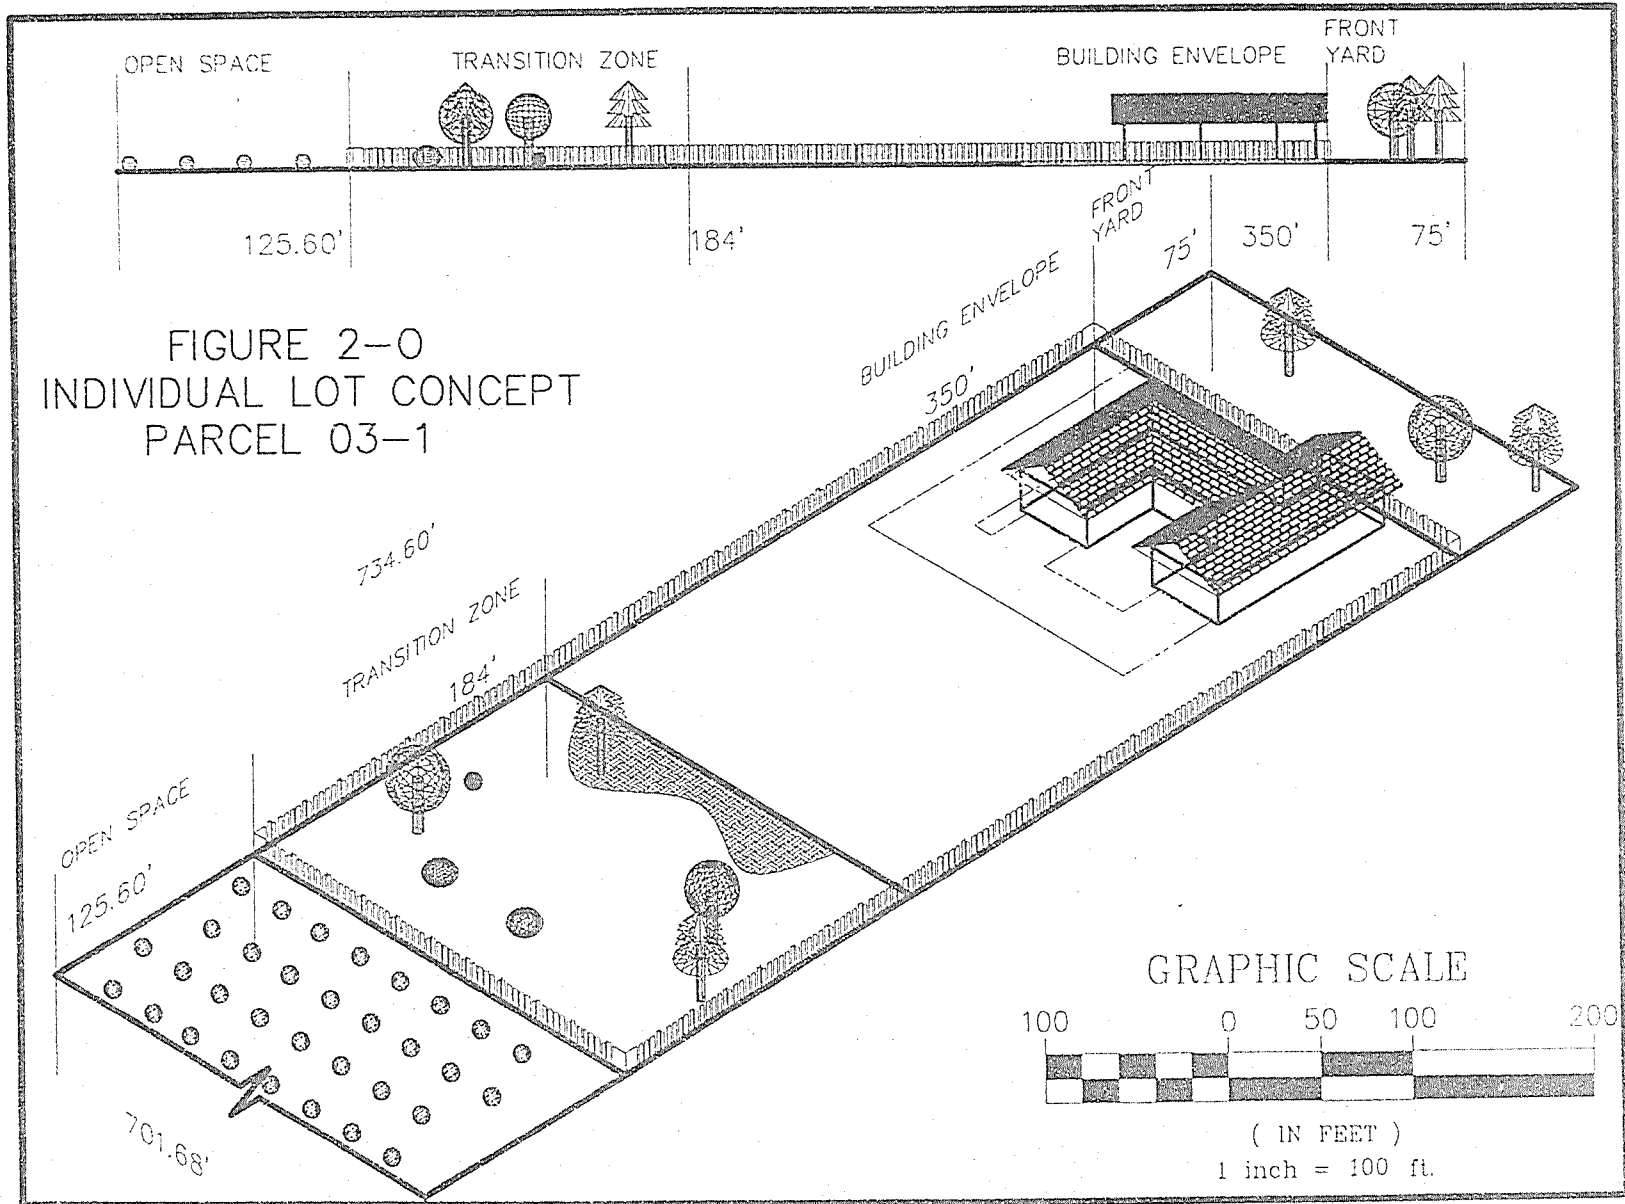 OPEN SPACE
TRANSITION ZONE
BUILDING ENVELOPE
FRONT
YARD
125.60'
184'
350'
75'
FIGURE 2-O
INDIVIDUAL LOT CONCEPT
PARCEL 03-1
FRONT
YARD
75'
BUILDING ENVELOPE
350'
734.60'
TRANSITION ZONE
184'
OPEN SPACE
125.60'
701.68'
GRAPHIC SCALE
100 0 50 100 200
( IN FEET )
1 inch = 100 ft.